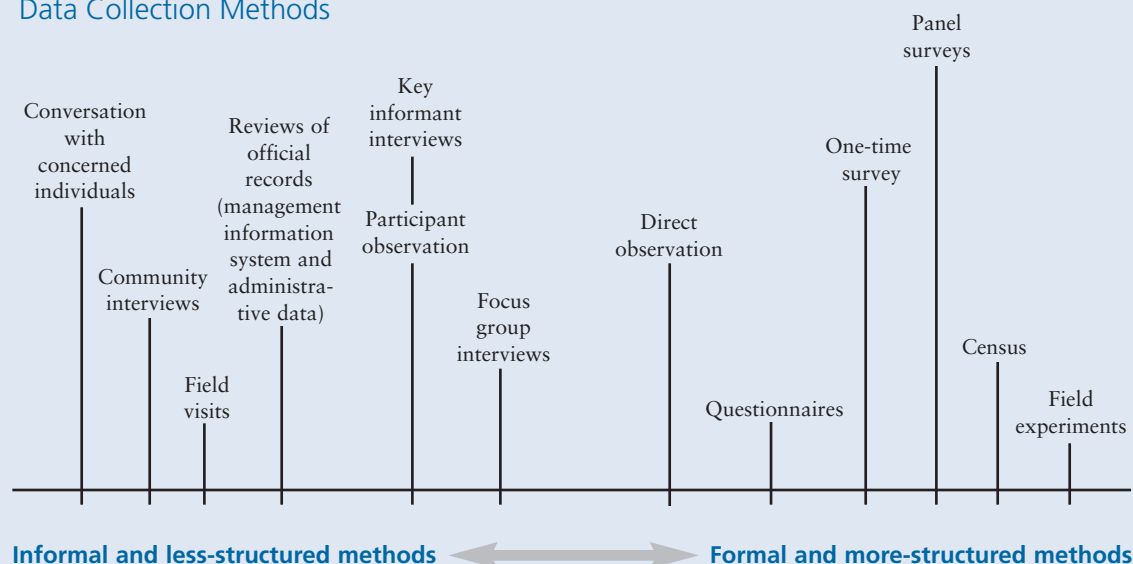 Data Collection Methods
Conversation
with
concerned
individuals
Community
interviews
Field
visits
Reviews of
official
records
(management
information
system and
administra-
tive data)
Key
informant
interviews
Participant
observation
Focus
group
interviews
Direct
observation
Questionnaires
One-time
survey
Panel
surveys
Census
Field
experiments
Informal and less-structured methods
Formal and more-structured methods